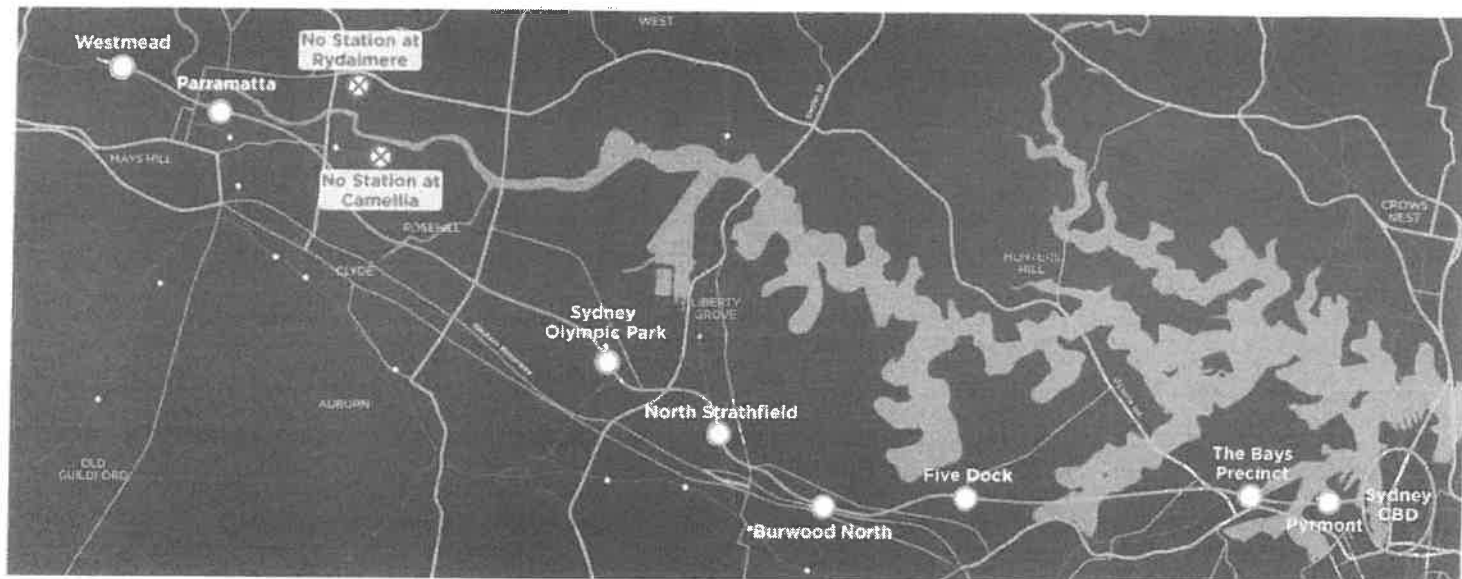 WEST
Westmead
No Station at
Rydalmere
Parramatta
MAYS HILL
No Station at
Camellia
ROSEHILL
CROWS
NEST
CLYDE
HUNTERS
HILL
LIBERTY
GROVE
Sydney
Olympic Park
AUBURN
North Strathfield
OLD
GUILDFORD
Five Dock
The Bays
Precinct
Sydney
CBD
Pyrmont
*Burwood North